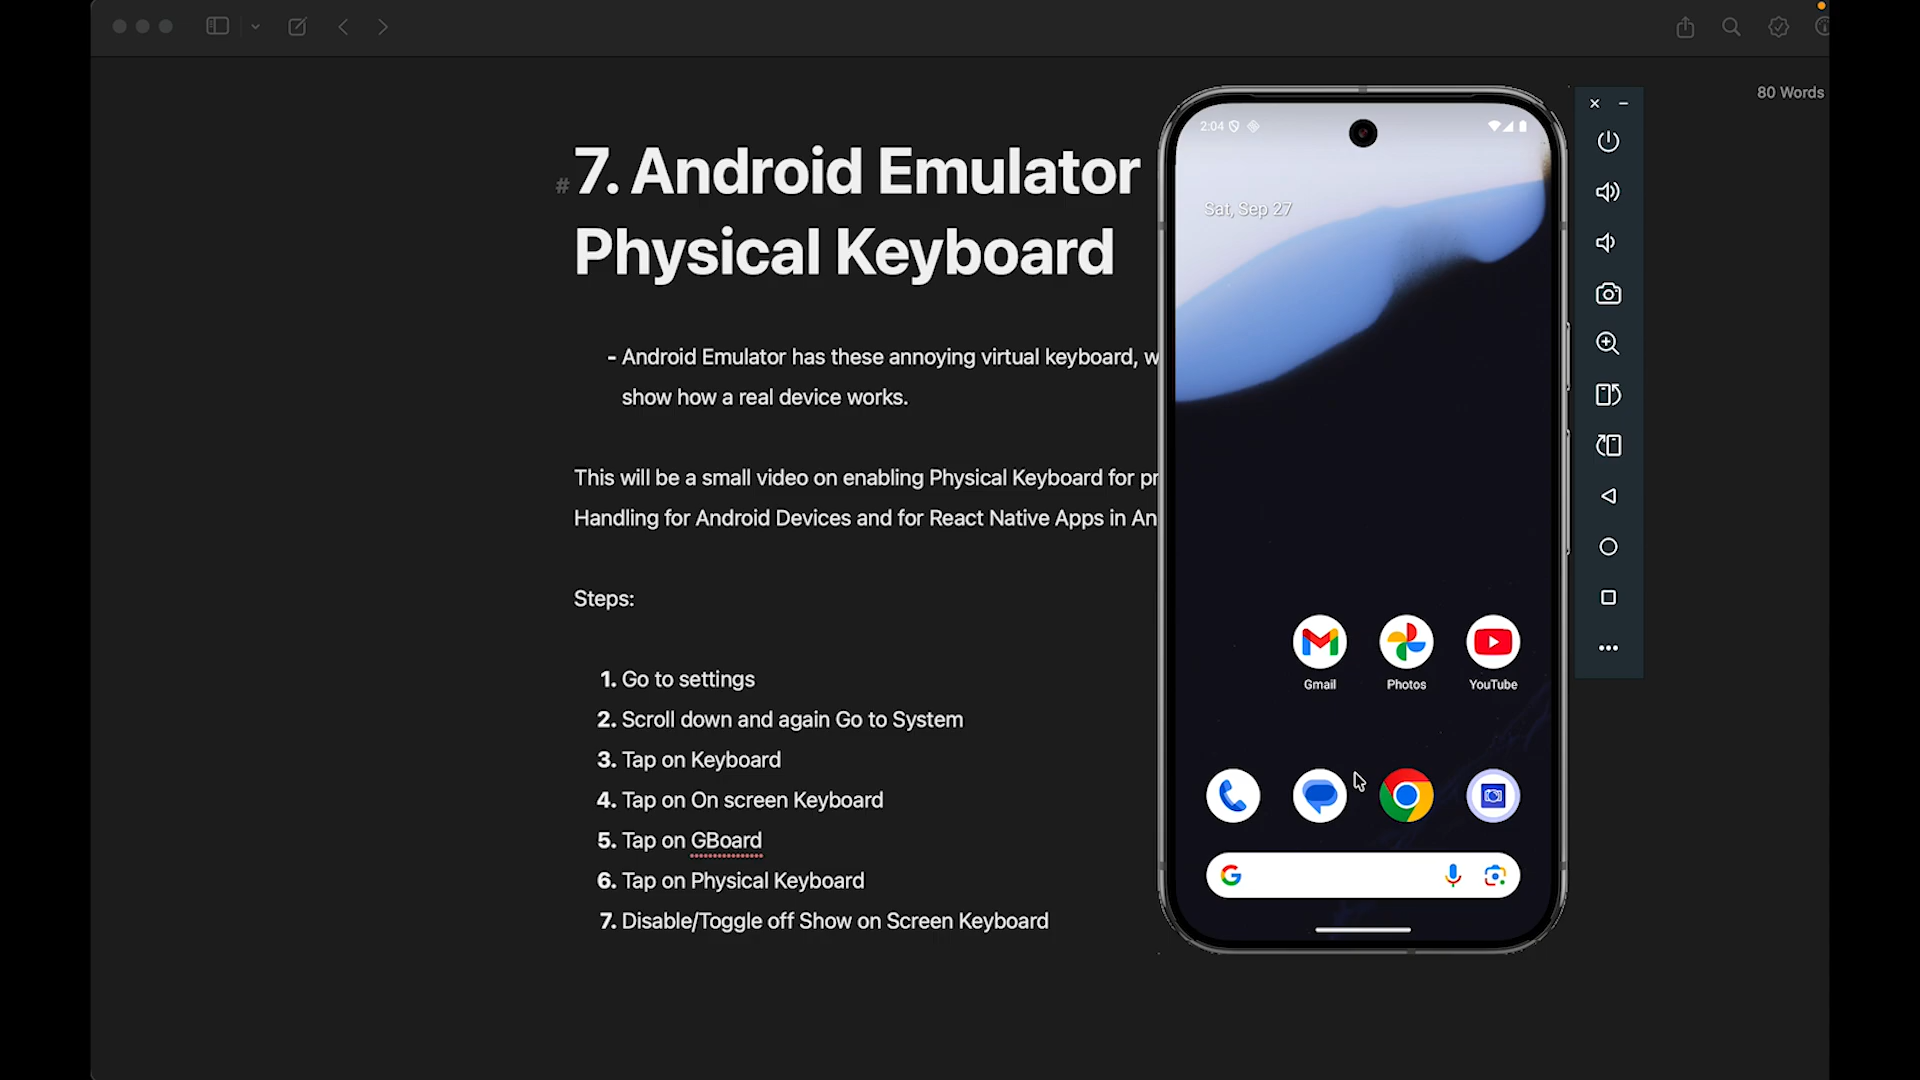 80 Words
# 7. Android Emulator
Physical Keyboard
- Android Emulator has these annoying virtual keyboard, w
show how a real device works.
This will be a small video on enabling Physical Keyboard for pr
Handling for Android Devices and for React Native Apps in An
Steps:
1. Go to settings
2. Scroll down and again Go to System
3. Tap on Keyboard
4. Tap on On screen Keyboard
5. Tap on GBoard
6. Tap on Physical Keyboard
7. Disable/Toggle off Show on Screen Keyboard
2:04
Sat, Sep 27
Gmail Photos YouTube